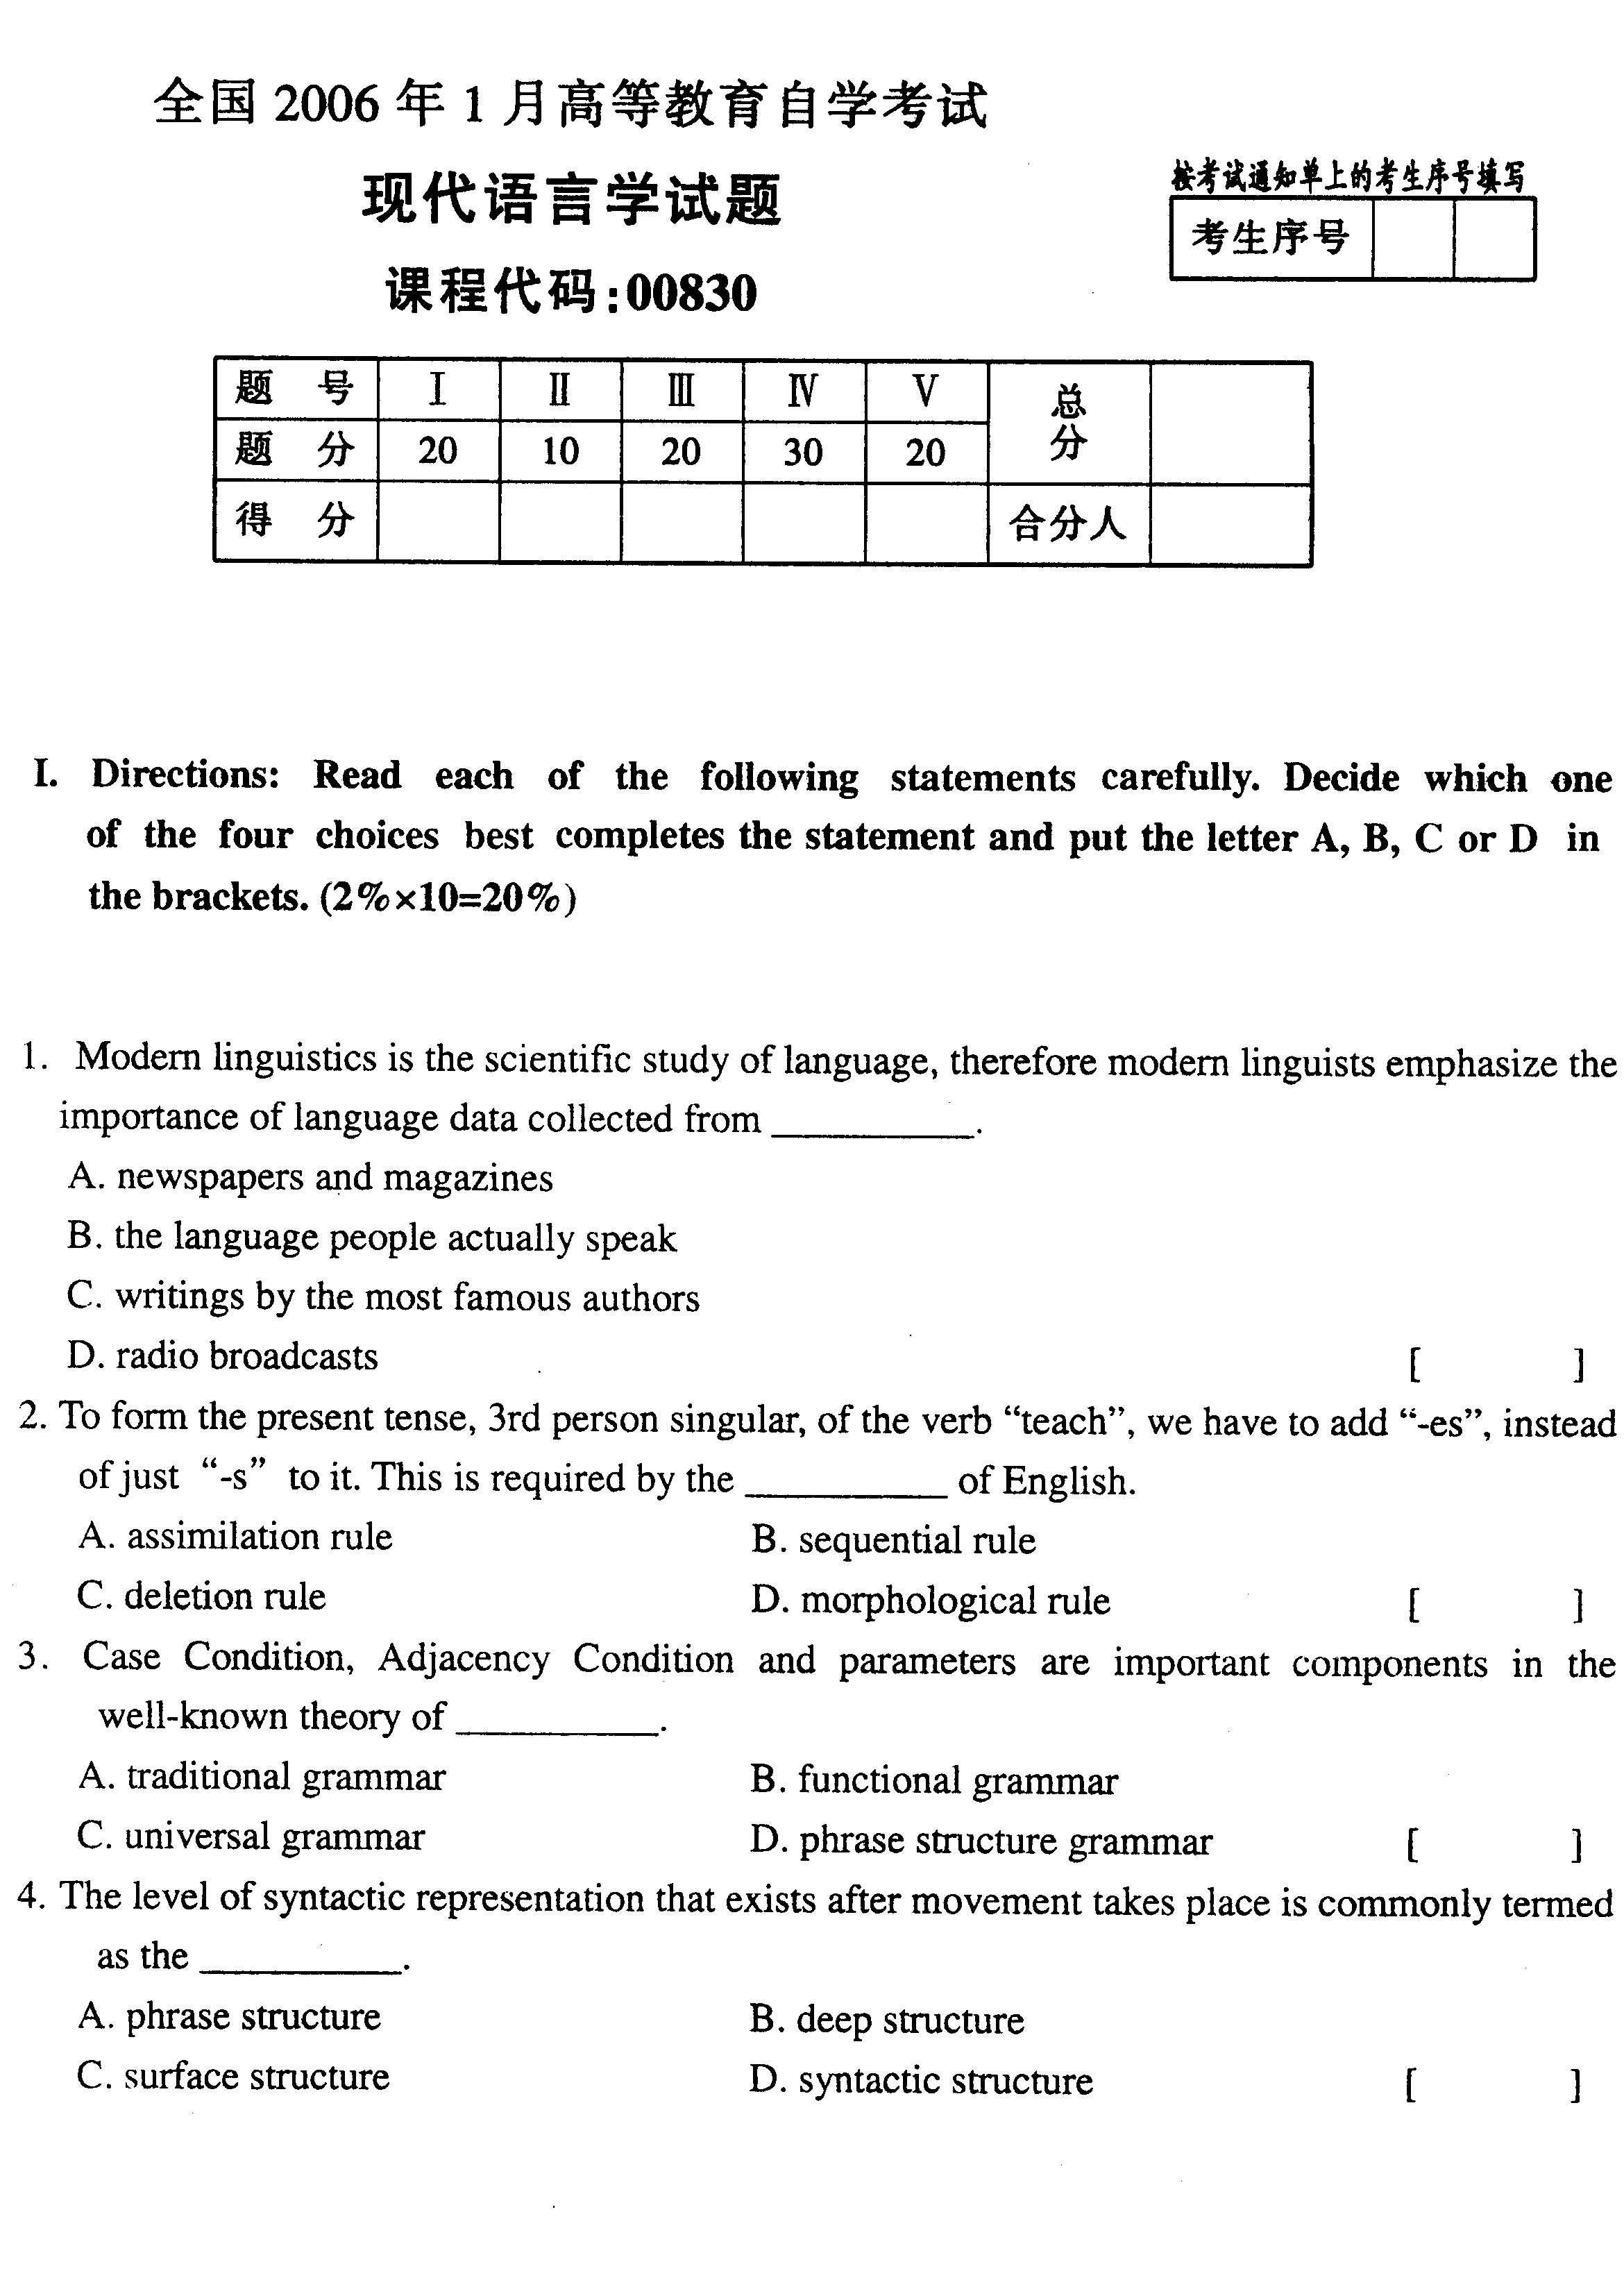 全国 2006 年 1 月高等教育自学考试
现代语言学试题
课程代码:00830
按考试通知单上的考生序号填写
考生序号
题 号 Ⅰ Ⅱ Ⅲ Ⅳ Ⅴ 总分
题 分 20 10 20 30 20
得 分 合分人
I. Directions: Read each of the following statements carefully. Decide which one
of the four choices best completes the statement and put the letter A, B, C or D in
the brackets. (2%×10=20%)
1. Modern linguistics is the scientific study of language, therefore modern linguists emphasize the
importance of language data collected from __________.
A. newspapers and magazines
B. the language people actually speak
C. writings by the most famous authors
D. radio broadcasts [ ]
2. To form the present tense, 3rd person singular, of the verb “teach”, we have to add “-es”, instead
of just “-s” to it. This is required by the __________ of English.
A. assimilation rule B. sequential rule
C. deletion rule D. morphological rule [ ]
3. Case Condition, Adjacency Condition and parameters are important components in the
well-known theory of __________.
A. traditional grammar B. functional grammar
C. universal grammar D. phrase structure grammar [ ]
4. The level of syntactic representation that exists after movement takes place is commonly termed
as the __________.
A. phrase structure B. deep structure
C. surface structure D. syntactic structure [ ]